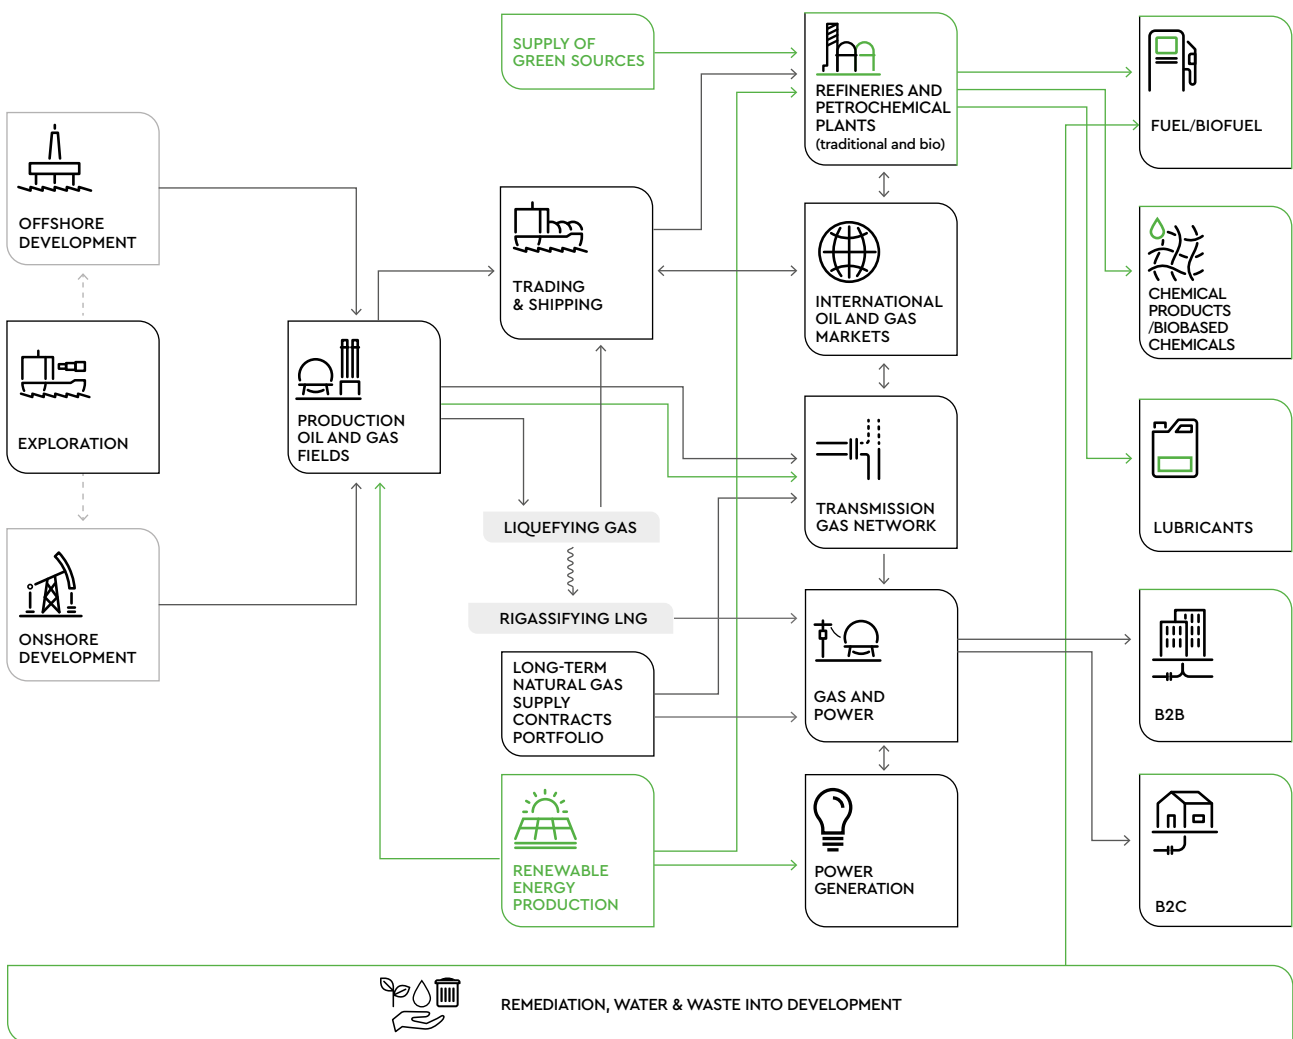 SUPPLY OF
GREEN SOURCES
REFINERIES AND
PETROCHEMICAL
PLANTS
(traditional and bio)
FUEL/BIOFUEL
OFFSHORE
DEVELOPMENT
TRADING
& SHIPPING
INTERNATIONAL
OIL AND GAS
MARKETS
CHEMICAL
PRODUCTS
/BIOBASED
CHEMICALS
EXPLORATION
PRODUCTION
OIL AND GAS
FIELDS
TRANSMISSION
GAS NETWORK
LUBRICANTS
LIQUEFYING GAS
RIGASSIFYING LNG
ONSHORE
DEVELOPMENT
LONG-TERM
NATURAL GAS
SUPPLY
CONTRACTS
PORTFOLIO
GAS AND
POWER
B2B
RENEWABLE
ENERGY
PRODUCTION
POWER
GENERATION
B2C
REMEDIATION, WATER & WASTE INTO DEVELOPMENT